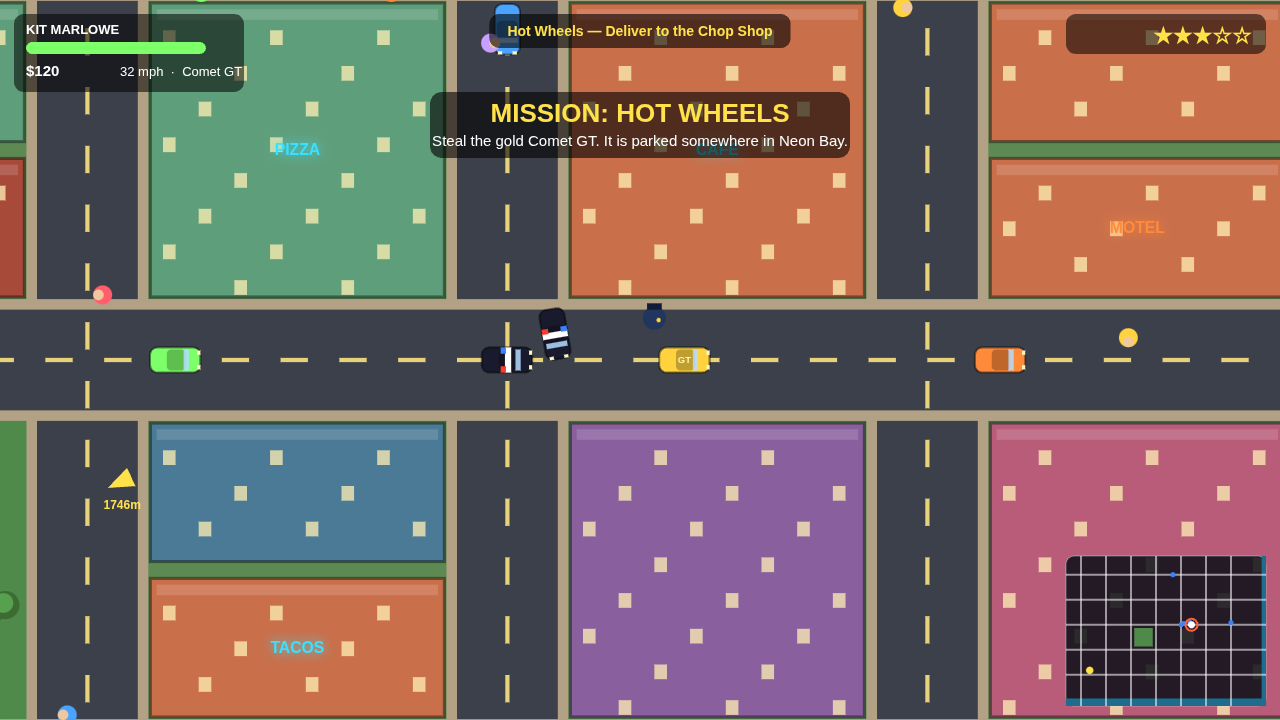 KIT MARLOWE
$120
32 mph · Comet GT
Hot Wheels — Deliver to the Chop Shop
★★★☆☆
MISSION: HOT WHEELS
Steal the gold Comet GT. It is parked somewhere in Neon Bay.
PIZZA
CAFE
MOTEL
GT
1746m
TACOS